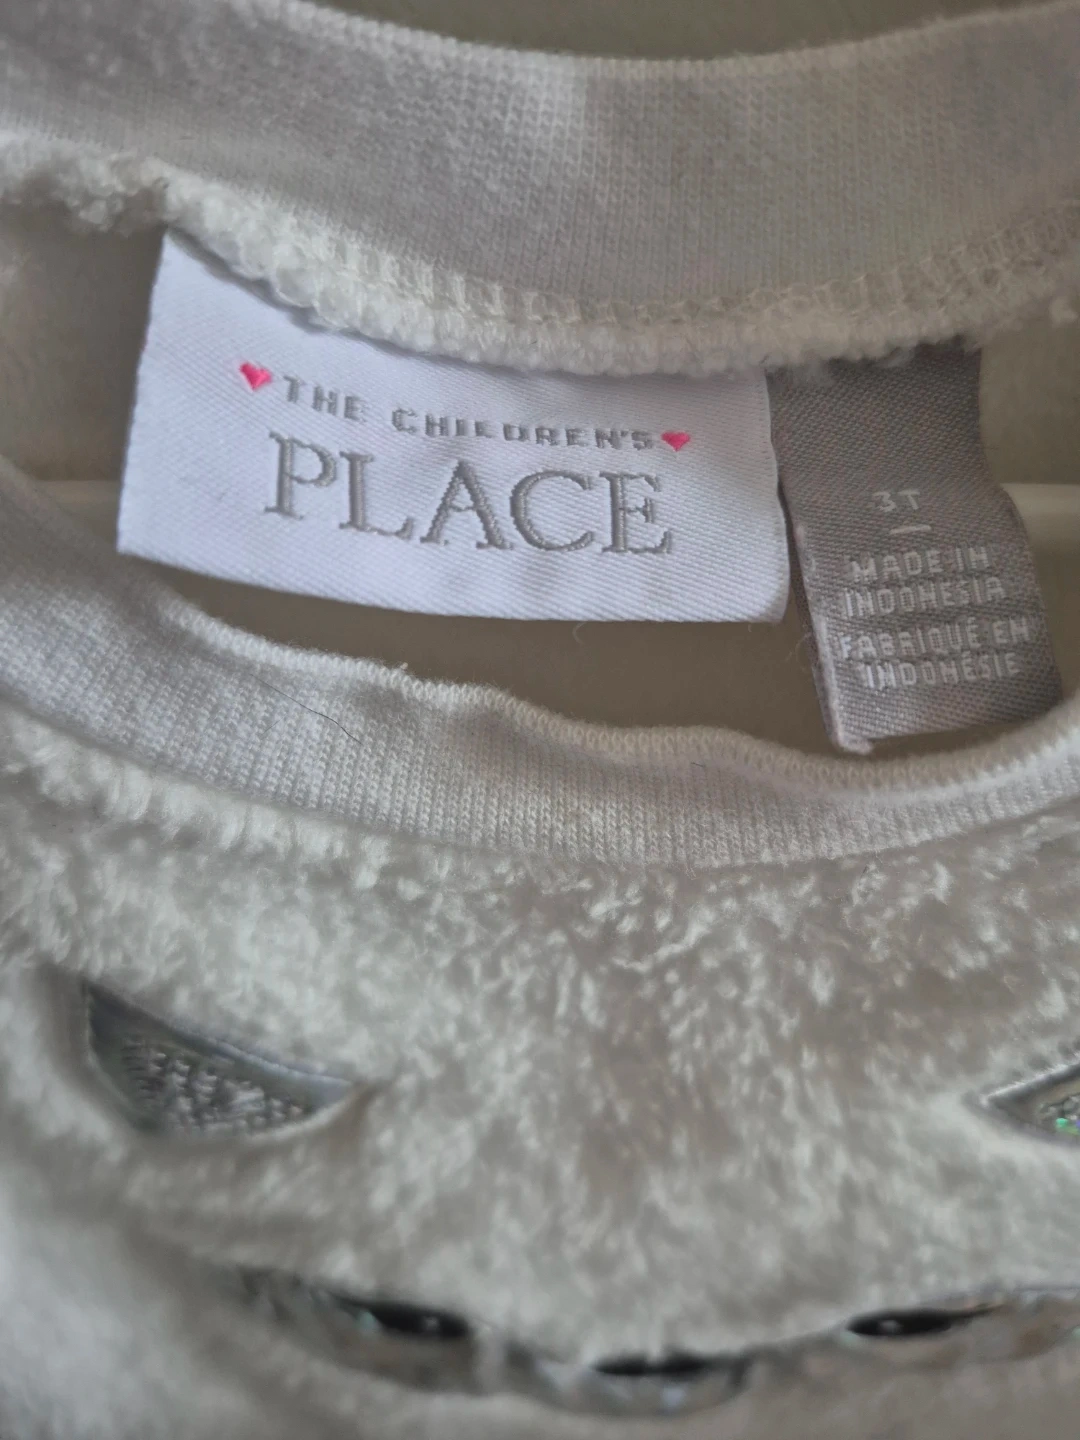 THE CHILDREN'S
PLACE
3T
MADE IN
INDONESIA
FABRIQUÉ EN
INDONÉSIE